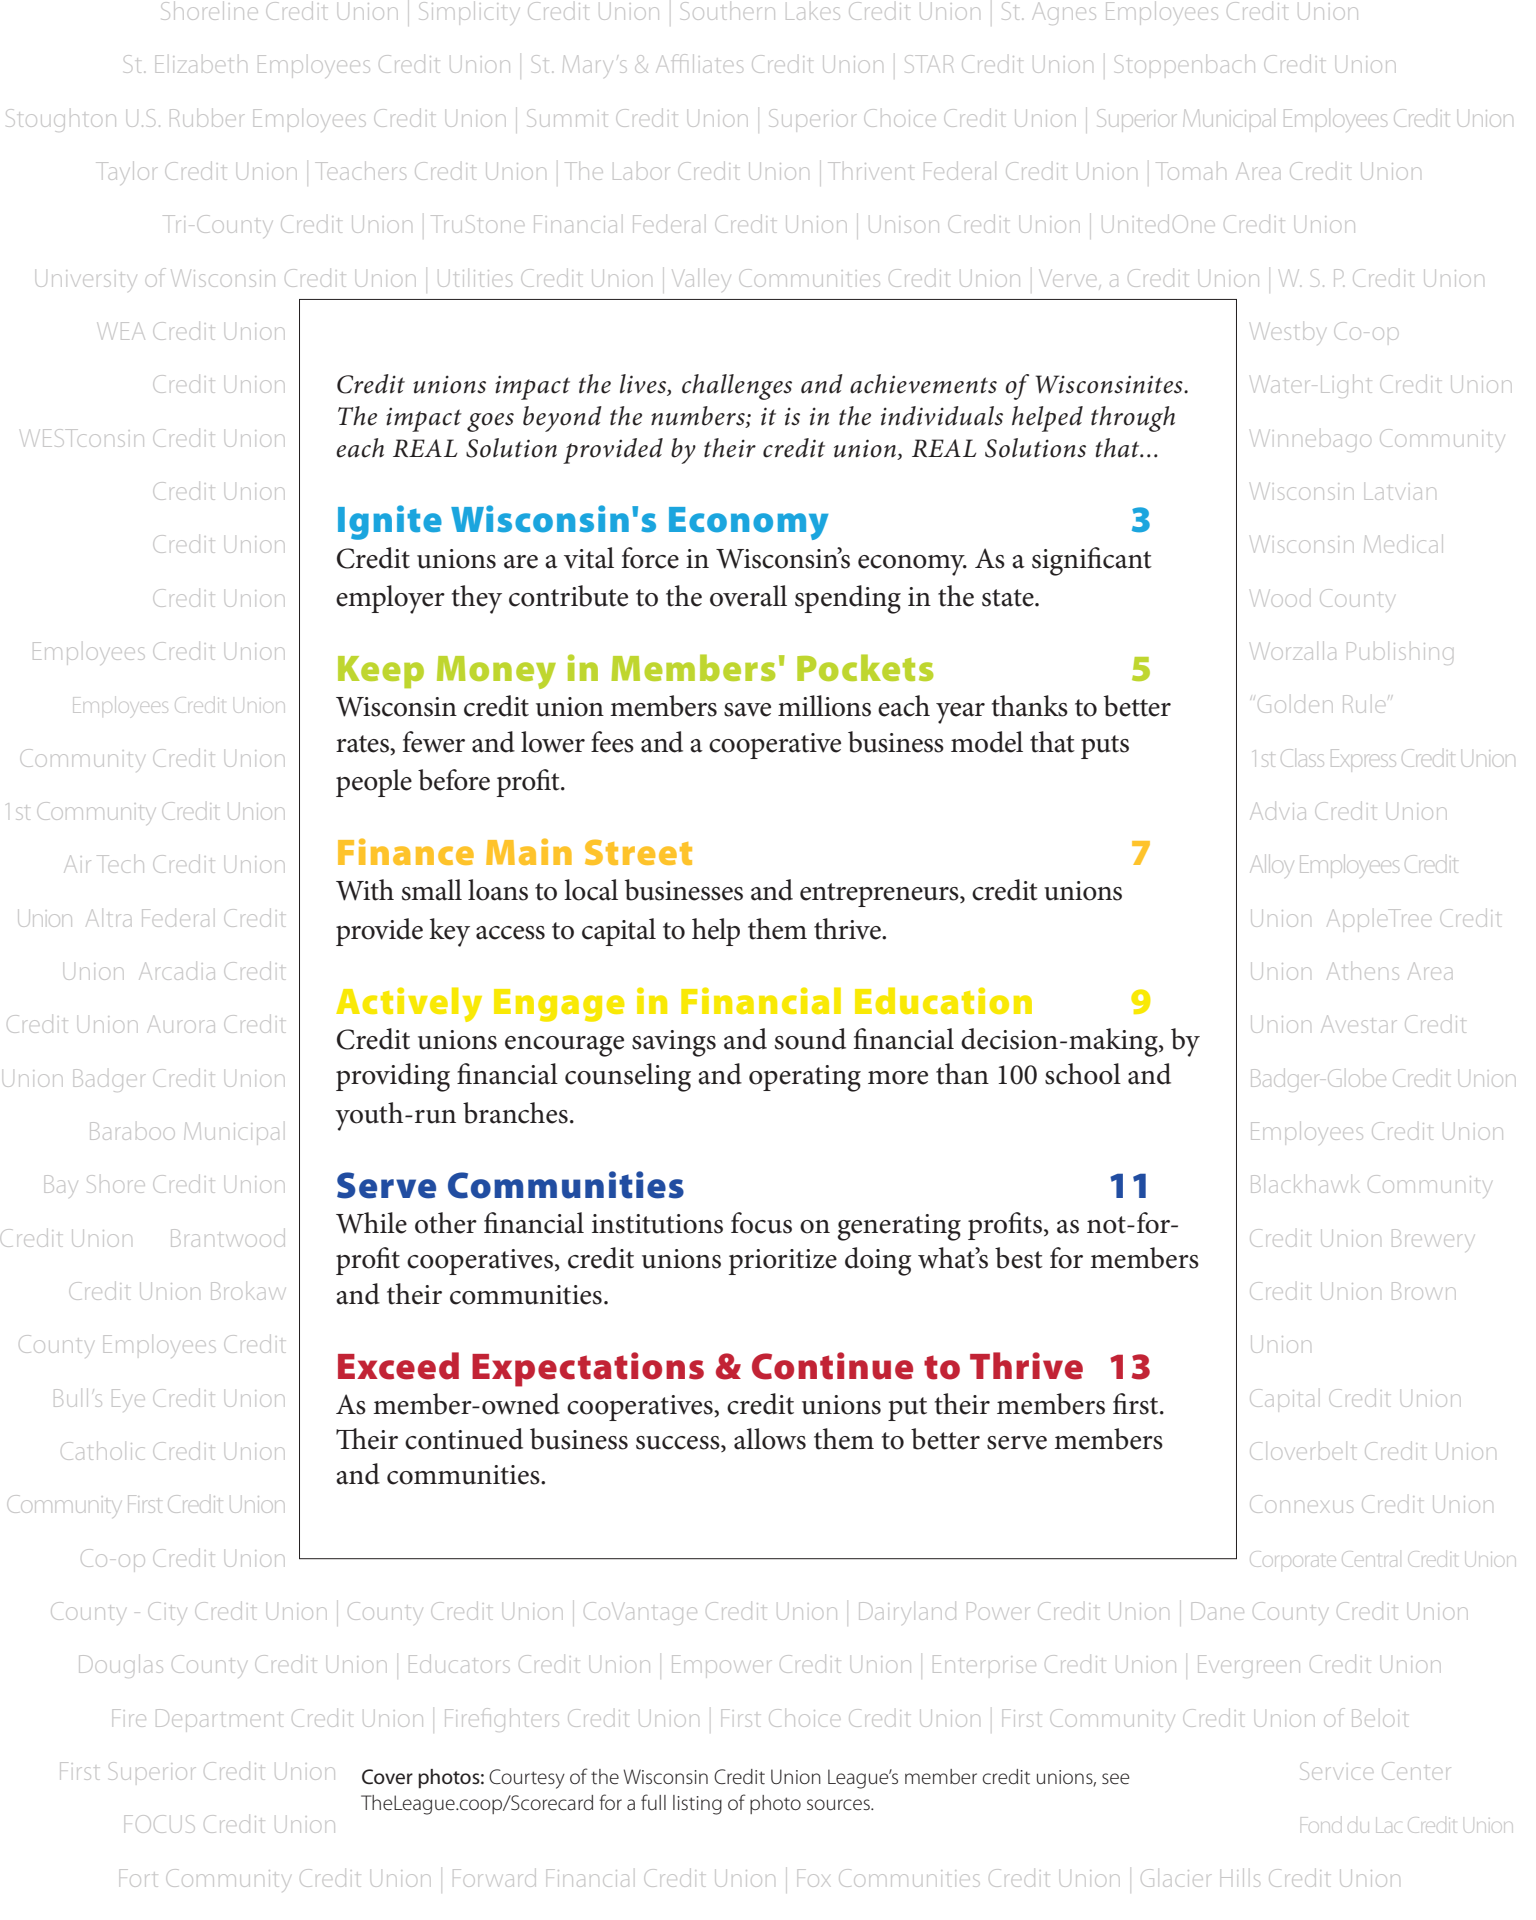 Shoreline Credit Union | Simplicity Credit Union | Southern Lakes Credit Union | St. Agnes Employees Credit Union
St. Elizabeth Employees Credit Union | St. Mary’s & Affiliates Credit Union | STAR Credit Union | Stoppenbach Credit Union
Stoughton U.S. Rubber Employees Credit Union | Summit Credit Union | Superior Choice Credit Union | Superior Municipal Employees Credit Union
Taylor Credit Union | Teachers Credit Union | The Labor Credit Union | Thrivent Federal Credit Union | Tomah Area Credit Union
Tri-County Credit Union | TruStone Financial Federal Credit Union | Unison Credit Union | UnitedOne Credit Union
University of Wisconsin Credit Union | Utilities Credit Union | Valley Communities Credit Union | Verve, a Credit Union | W. S. P. Credit Union
WEA Credit Union
Credit Union
WESTconsin Credit Union
Credit Union
Credit Union
Credit Union
Employees Credit Union
Employees Credit Union
Community Credit Union
1st Community Credit Union
Air Tech Credit Union
Union Altra Federal Credit
Union Arcadia Credit
Credit Union Aurora Credit
Union Badger Credit Union
Baraboo Municipal
Bay Shore Credit Union
Credit Union Brantwood
Credit Union Brokaw
County Employees Credit
Bull’s Eye Credit Union
Catholic Credit Union
Community First Credit Union
Co-op Credit Union
Credit unions impact the lives, challenges and achievements of Wisconsinites.
The impact goes beyond the numbers; it is in the individuals helped through
each REAL Solution provided by their credit union, REAL Solutions that...
Ignite Wisconsin's Economy 3
Credit unions are a vital force in Wisconsin’s economy. As a significant
employer they contribute to the overall spending in the state.
Keep Money in Members' Pockets 5
Wisconsin credit union members save millions each year thanks to better
rates, fewer and lower fees and a cooperative business model that puts
people before profit.
Finance Main Street 7
With small loans to local businesses and entrepreneurs, credit unions
provide key access to capital to help them thrive.
Actively Engage in Financial Education 9
Credit unions encourage savings and sound financial decision-making, by
providing financial counseling and operating more than 100 school and
youth-run branches.
Serve Communities 11
While other financial institutions focus on generating profits, as not-for-
profit cooperatives, credit unions prioritize doing what’s best for members
and their communities.
Exceed Expectations & Continue to Thrive 13
As member-owned cooperatives, credit unions put their members first.
Their continued business success, allows them to better serve members
and communities.
Westby Co-op
Water-Light Credit Union
Winnebago Community
Wisconsin Latvian
Wisconsin Medical
Wood County
Worzalla Publishing
“Golden Rule”
1st Class Express Credit Union
Advia Credit Union
Alloy Employees Credit
Union AppleTree Credit
Union Athens Area
Union Avestar Credit
Badger-Globe Credit Union
Employees Credit Union
Blackhawk Community
Credit Union Brewery
Credit Union Brown
Union
Capital Credit Union
Cloverbelt Credit Union
Connexus Credit Union
Corporate Central Credit Union
County - City Credit Union | County Credit Union | CoVantage Credit Union | Dairyland Power Credit Union | Dane County Credit Union
Douglas County Credit Union | Educators Credit Union | Empower Credit Union | Enterprise Credit Union | Evergreen Credit Union
Fire Department Credit Union | Firefighters Credit Union | First Choice Credit Union | First Community Credit Union of Beloit
First Superior Credit Union
FOCUS Credit Union
Cover photos: Courtesy of the Wisconsin Credit Union League’s member credit unions, see
TheLeague.coop/Scorecard for a full listing of photo sources.
Service Center
Fond du Lac Credit Union
Fort Community Credit Union | Forward Financial Credit Union | Fox Communities Credit Union | Glacier Hills Credit Union